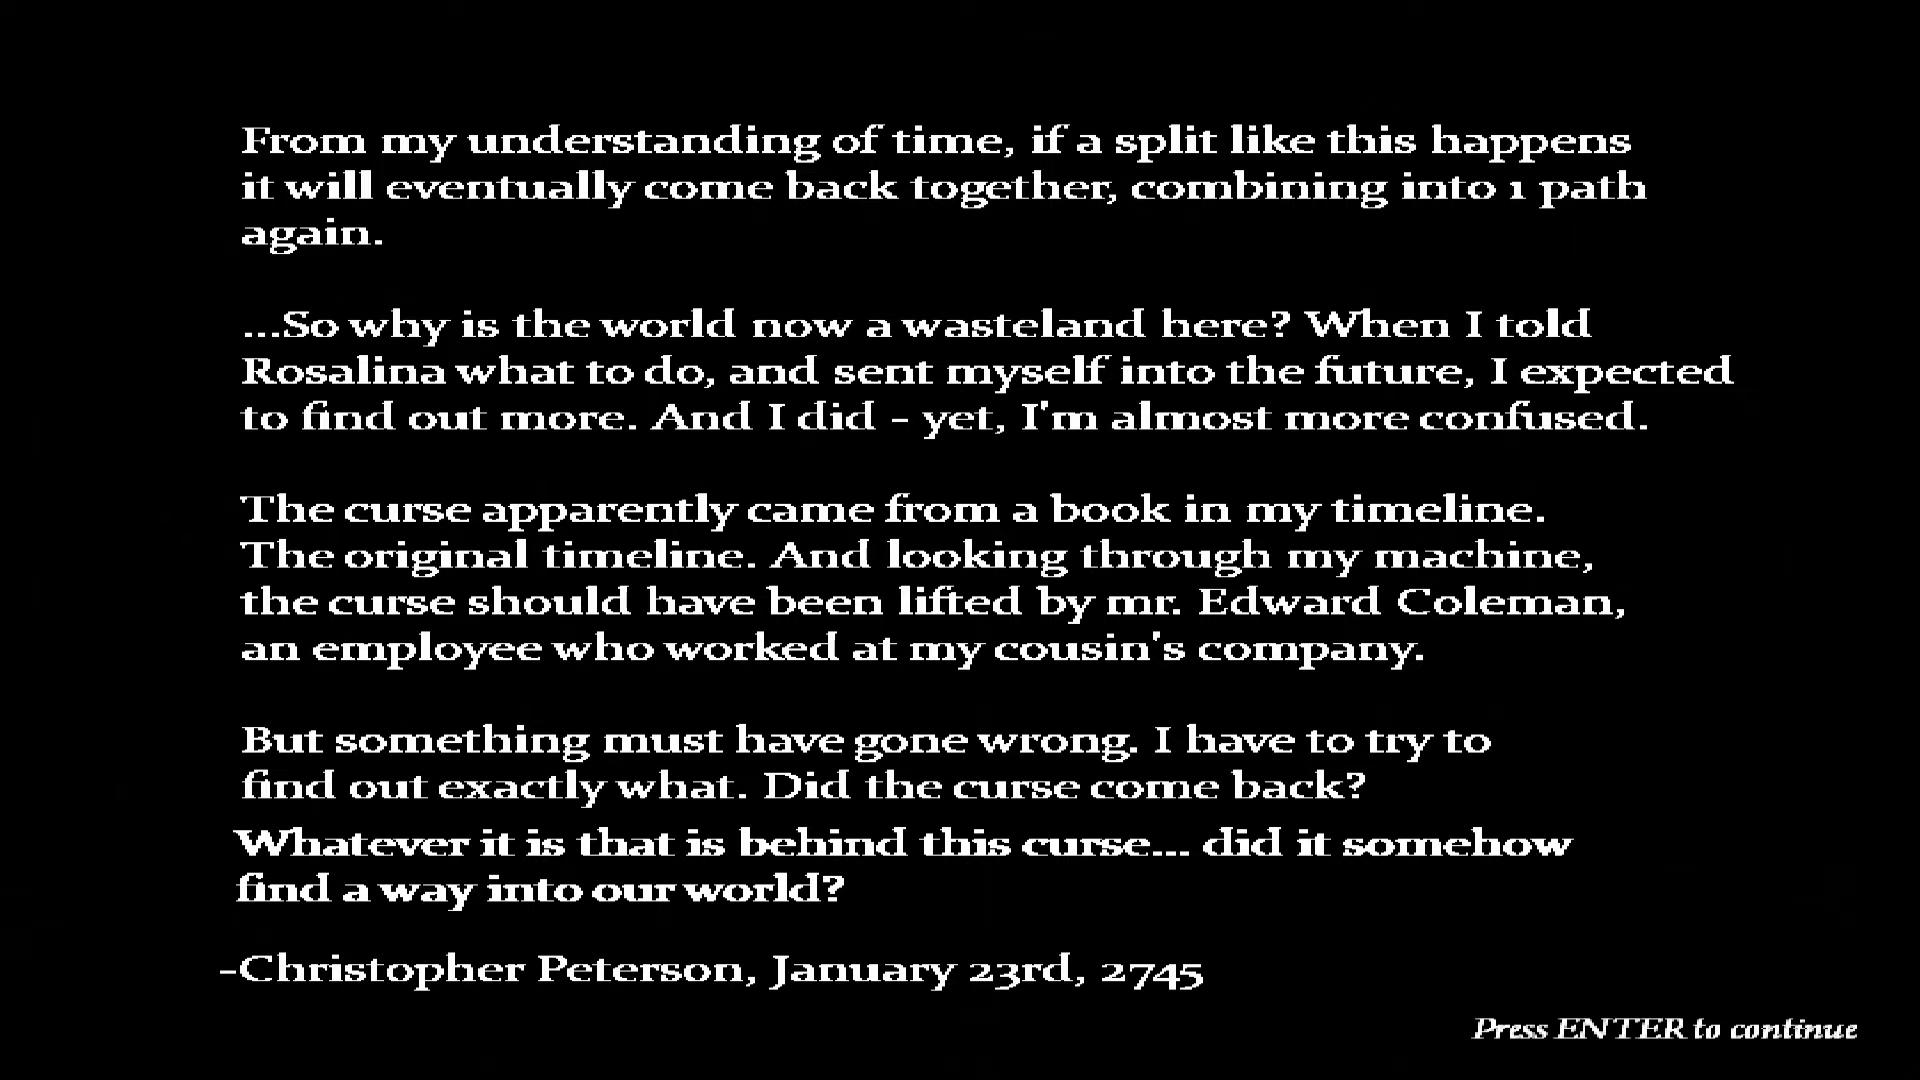 From my understanding of time, if a split like this happens
it will eventually come back together, combining into 1 path
again.
...So why is the world now a wasteland here? When I told
Rosalina what to do, and sent myself into the future, I expected
to find out more. And I did - yet, I'm almost more confused.
The curse apparently came from a book in my timeline.
The original timeline. And looking through my machine,
the curse should have been lifted by mr. Edward Coleman,
an employee who worked at my cousin's company.
But something must have gone wrong. I have to try to
find out exactly what. Did the curse come back?
Whatever it is that is behind this curse... did it somehow
find a way into our world?
-Christopher Peterson, January 23rd, 2745
Press ENTER to continue